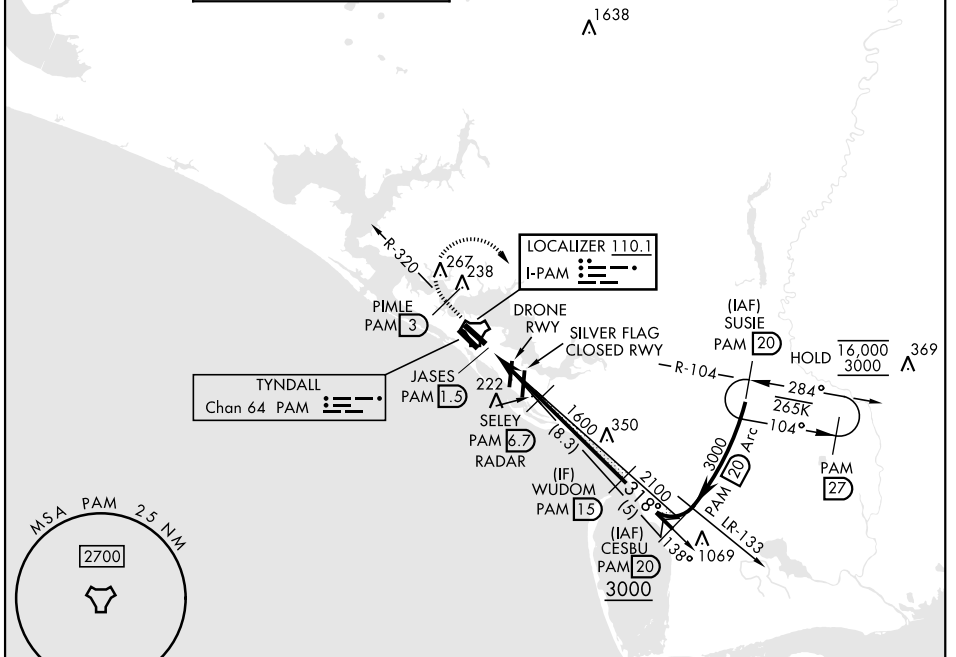 1638
R-320
267
238
LOCALIZER 110.1
I-PAM
PIMLE
PAM 3
DRONE
RWY
SILVER FLAG
CLOSED RWY
(IAF)
SUSIE
PAM 20
HOLD
16,000
3000
369
R-104
284°
265K
104°
TYNDALL
Chan 64 PAM
JASES
PAM 1.5
222
SELEY
PAM 6.7
RADAR
1600
350
(8.3)
3000
PAM 20 Arc
PAM
27
(IF)
WUDOM
PAM 15
2100
318°
(5)
LR-133
(IAF)
CESBU
PAM 20
3000
138°
1069
MSA PAM 25 NM
2700